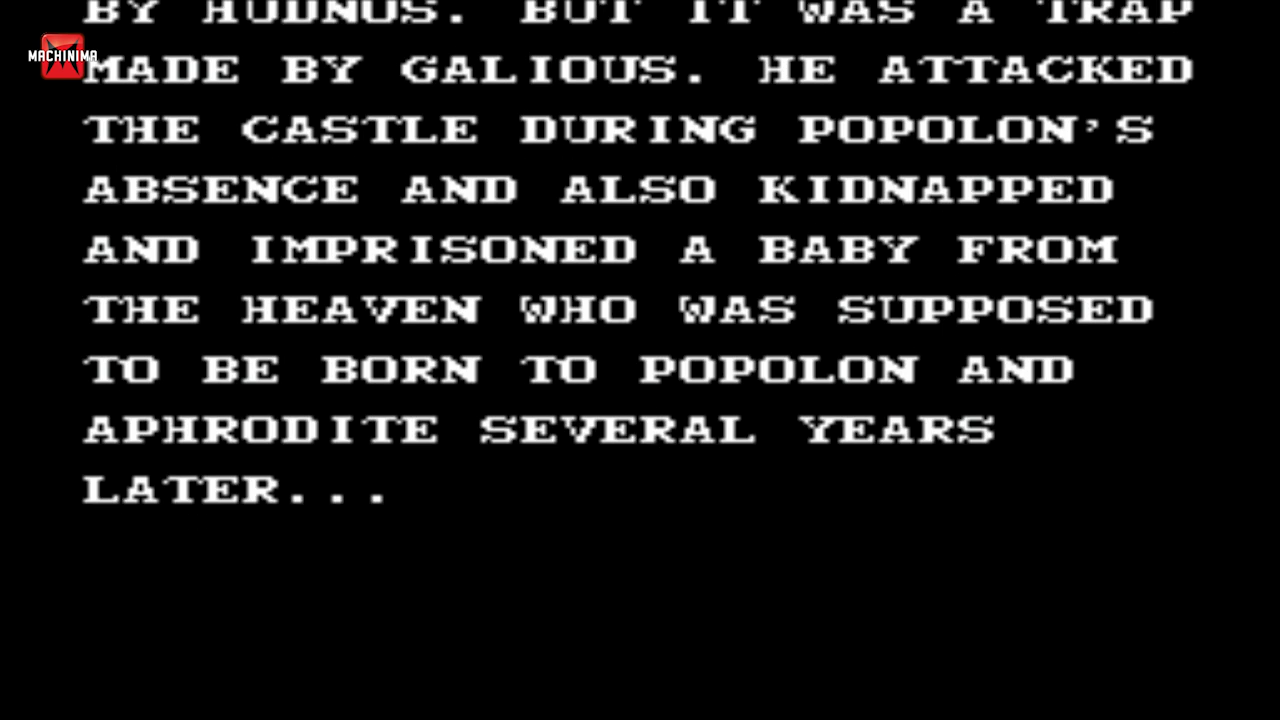 BY HUDNUS. BUT IT WAS A TRAP
MACHINIMA
MADE BY GALIOUS. HE ATTACKED
THE CASTLE DURING POPOLON'S
ABSENCE AND ALSO KIDNAPPED
AND IMPRISONED A BABY FROM
THE HEAVEN WHO WAS SUPPOSED
TO BE BORN TO POPOLON AND
APHRODITE SEVERAL YEARS
LATER...